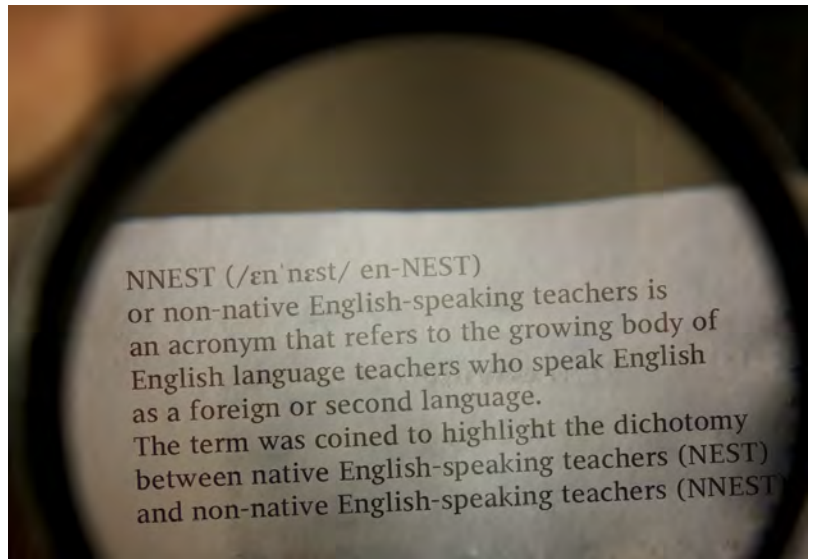 NNEST (/ɛnˈnɛst/ en-NEST)
or non-native English-speaking teachers is
an acronym that refers to the growing body of
English language teachers who speak English
as a foreign or second language.
The term was coined to highlight the dichotomy
between native English-speaking teachers (NEST)
and non-native English-speaking teachers (NNEST